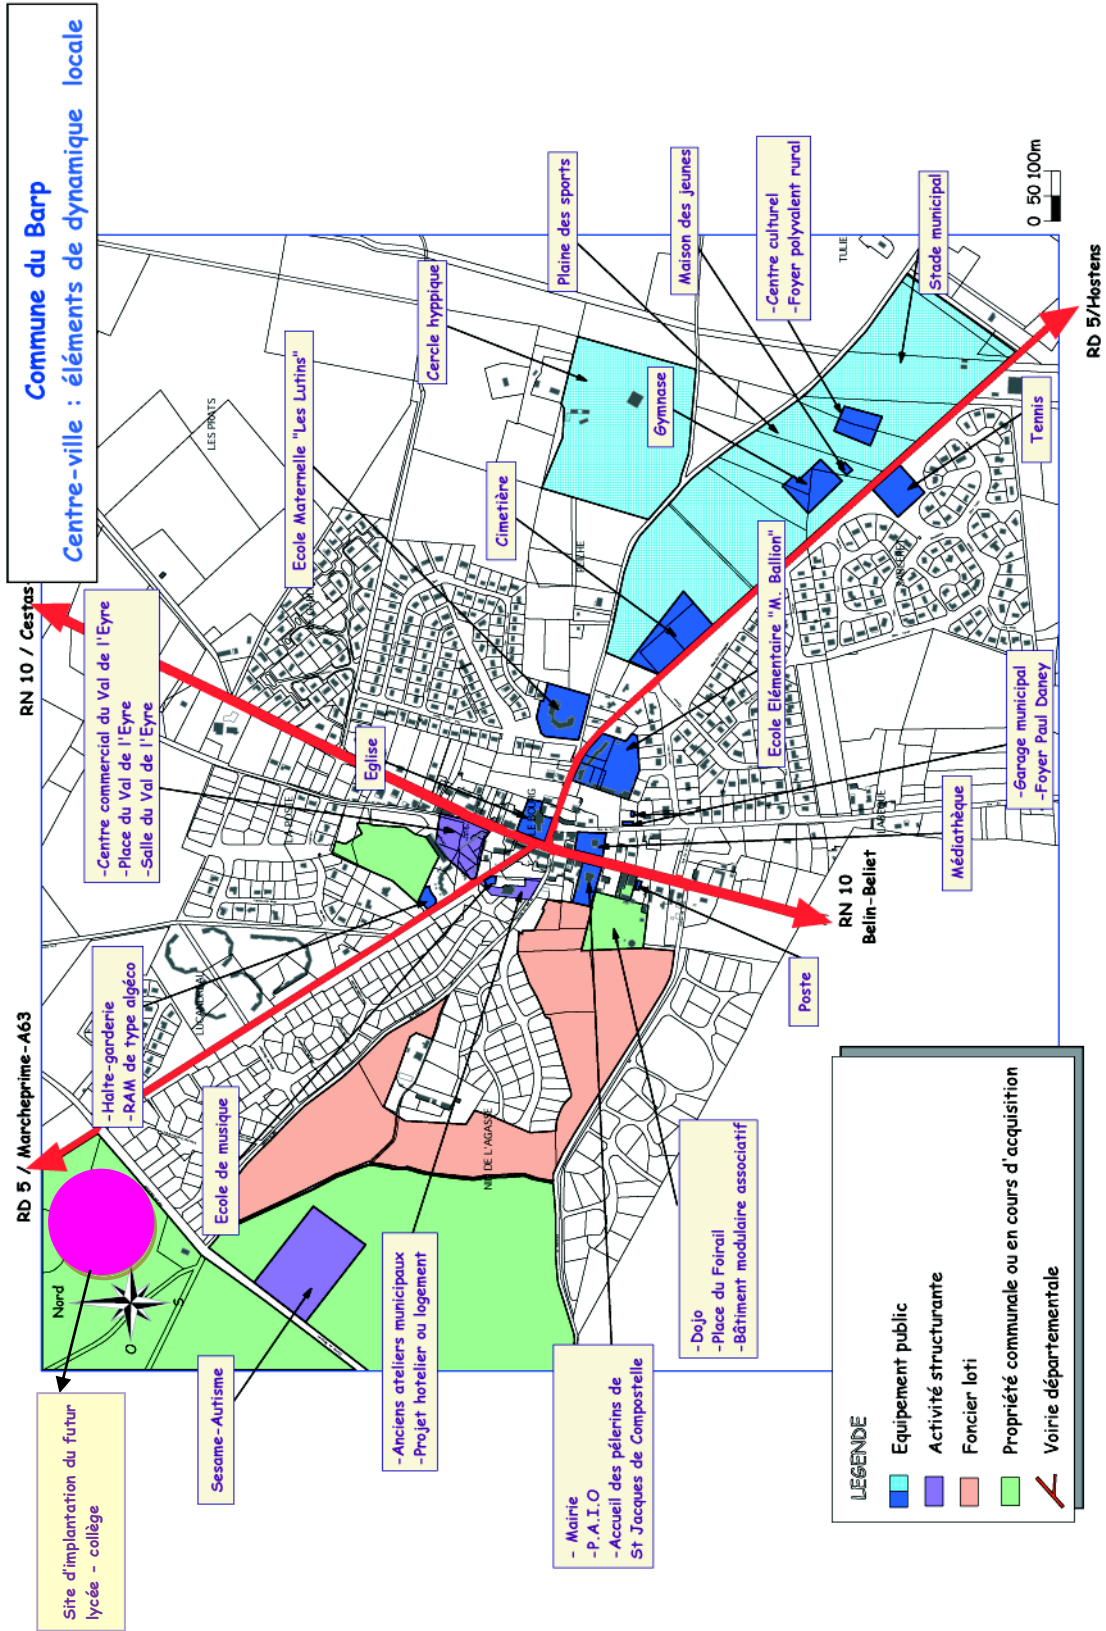 Commune du Barp
Centre-ville : éléments de dynamique locale
RN 10 / Cestas
-Centre commercial du Val de l'Eyre
-Place du Val de l'Eyre
-Salle du Val de l'Eyre
RD 5 / Marcheprime-A63
-Halte-garderie
-RAM de type algéco
Site d'implantation du futur
lycée - collège
Nord
S
O
Ecole de musique
Sesame-Autisme
Eglise
Ecole Maternelle "Les Lutins"
Cercle hyppique
Cimetière
Plaine des sports
Gymnase
Maison des jeunes
-Centre culturel
-Foyer polyvalent rural
Stade municipal
Tennis
0 50 100m
RD 5/Hostens
Ecole Elémentaire "M. Ballion"
-Garage municipal
-Foyer Paul Daney
Médiathèque
RN 10
Belin-Beliet
Poste
-Anciens ateliers municipaux
-Projet hotelier ou logement
- Mairie
-P.A.I.O
-Accueil des pélerins de
St Jacques de Compostelle
-Dojo
-Place du Foirail
-Bâtiment modulaire associatif
LES PRATS
LE BOURG
NID DE L'AGASSE
TULIE
LEGENDE
Equipement public
Activité structurante
Foncier loti
Propriété communale ou en cours d'acquisition
Voirie départementale